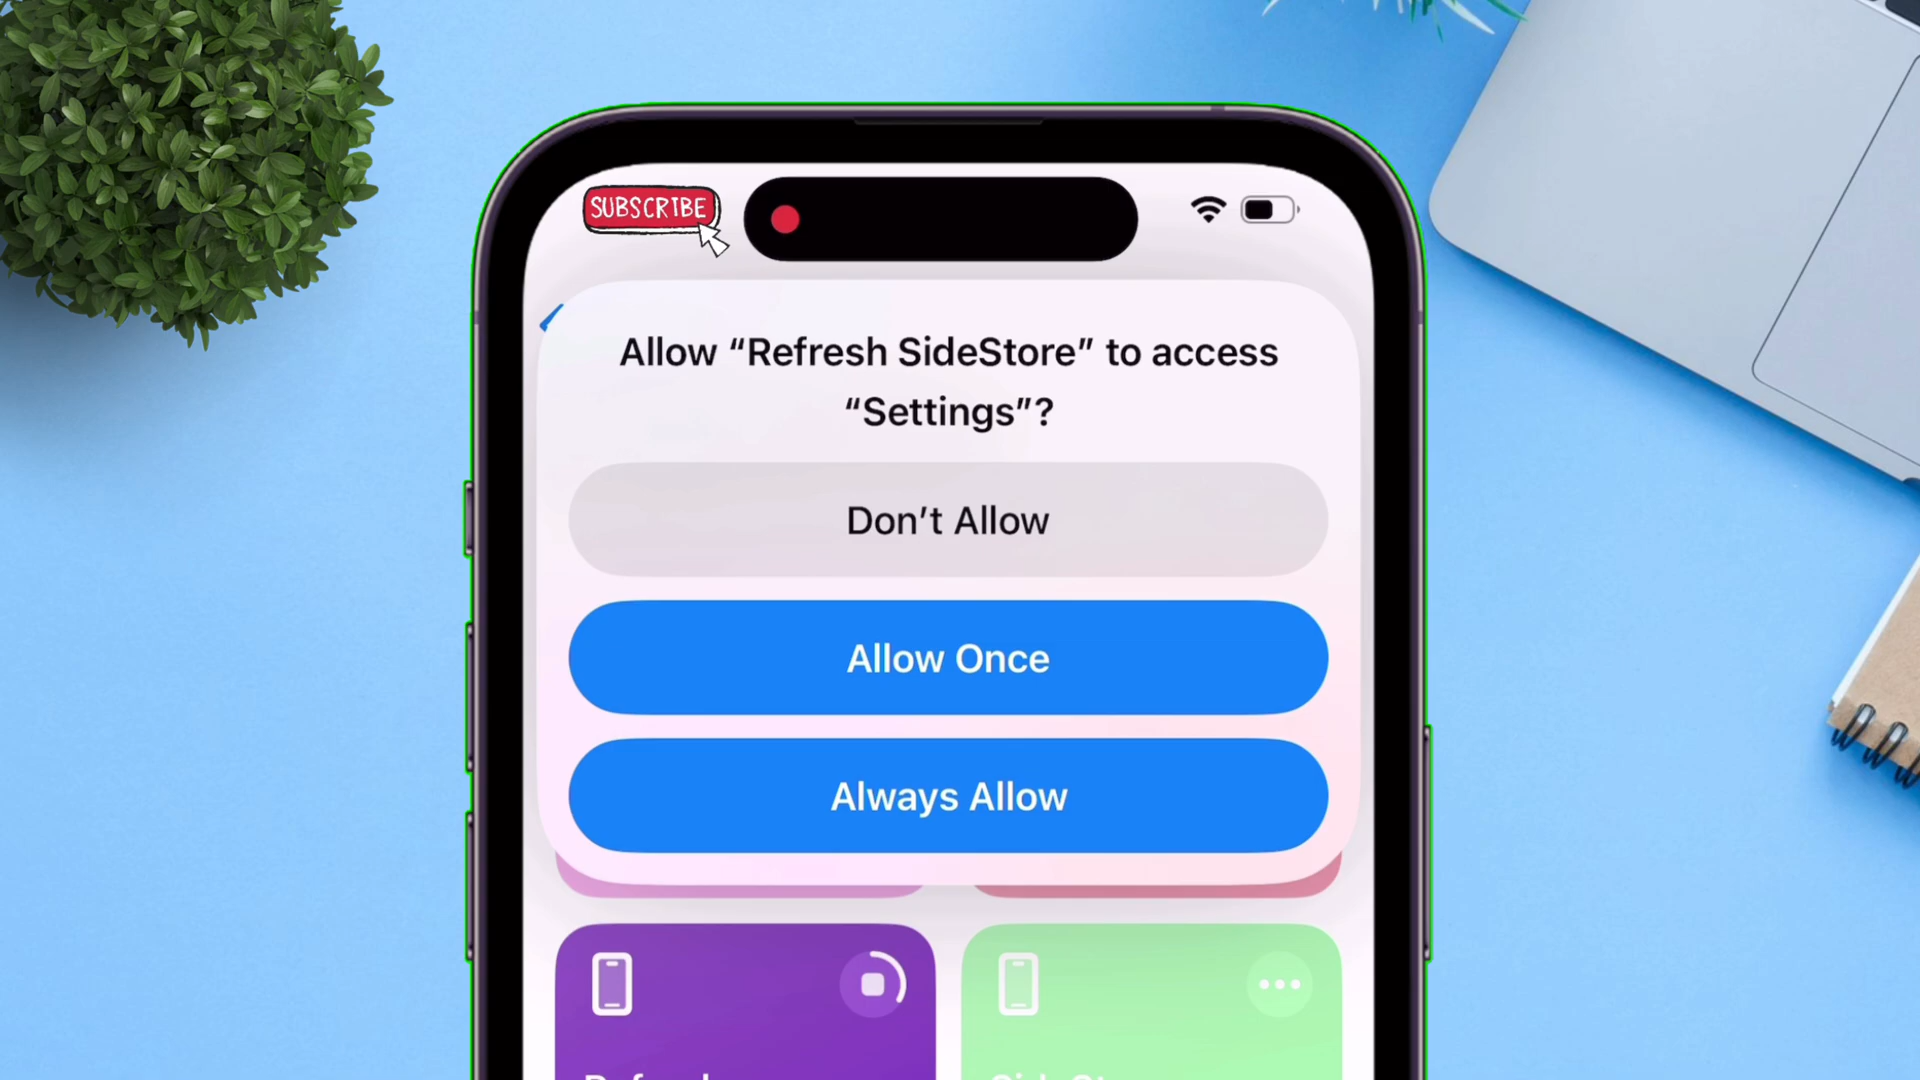 SUBSCRIBE
Allow “Refresh SideStore” to access
“Settings”?
Don’t Allow
Allow Once
Always Allow